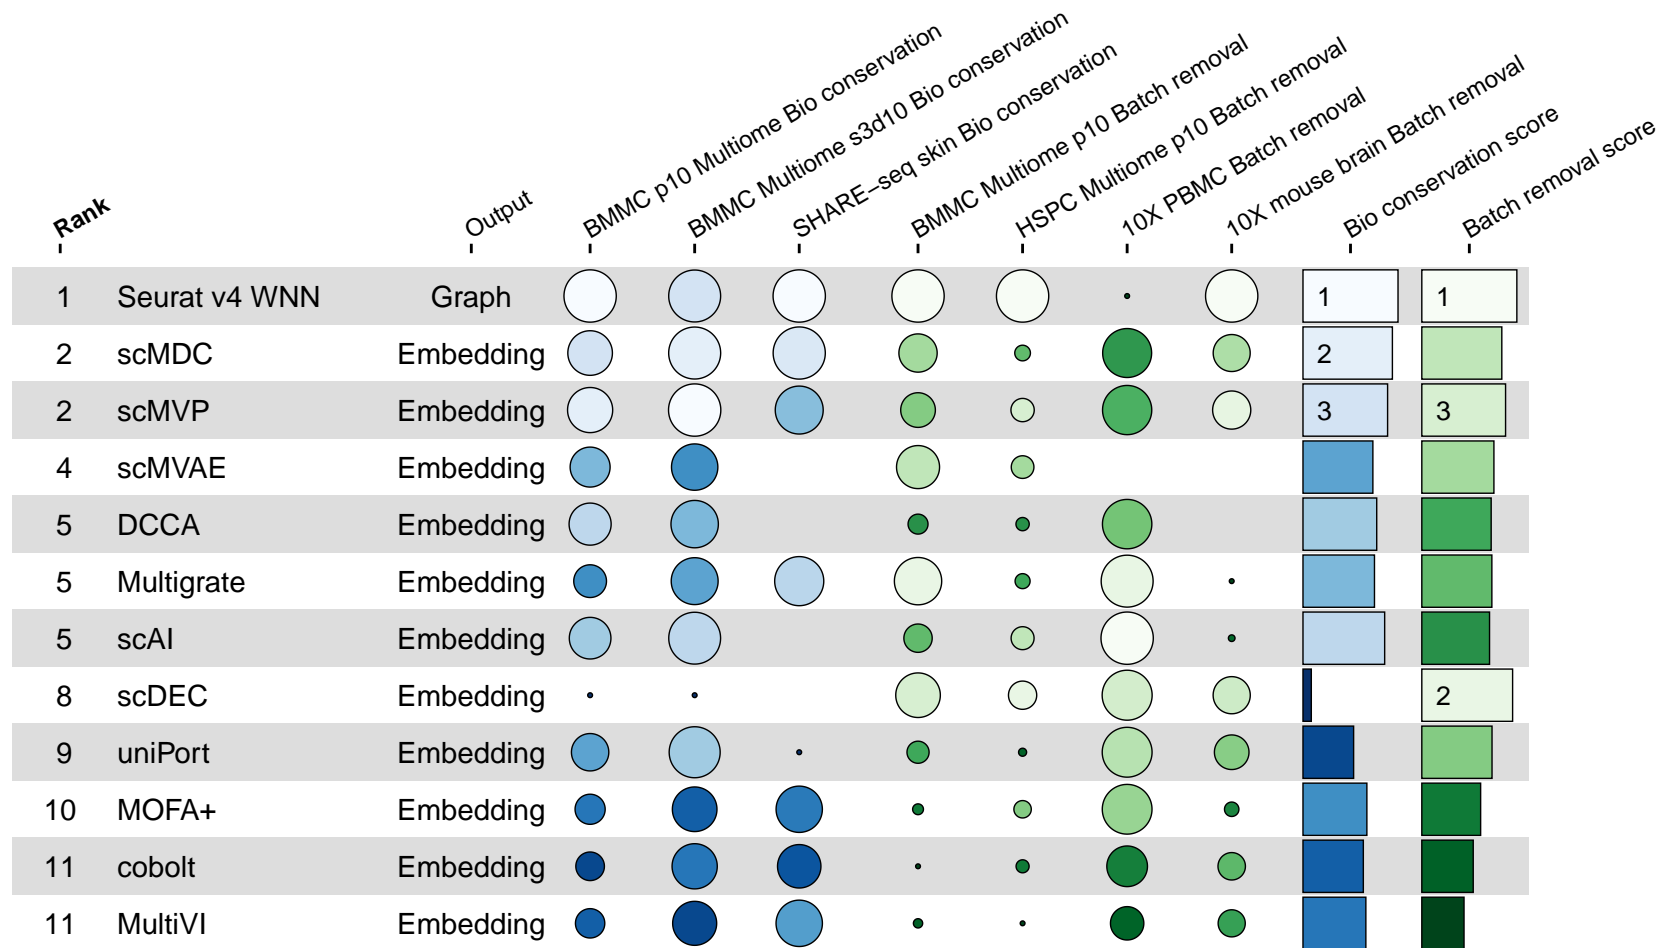 Rank
Output
BMMC p10 Multiome Bio conservation
BMMC Multiome s3d10 Bio conservation
SHARE−seq skin Bio conservation
BMMC Multiome p10 Batch removal
HSPC Multiome p10 Batch removal
10X PBMC Batch removal
10X mouse brain Batch removal
Bio conservation score
Batch removal score
1 Seurat v4 WNN Graph 1 1
2 scMDC Embedding 2
2 scMVP Embedding 3 3
4 scMVAE Embedding
5 DCCA Embedding
5 Multigrate Embedding
5 scAI Embedding
8 scDEC Embedding 2
9 uniPort Embedding
10 MOFA+ Embedding
11 cobolt Embedding
11 MultiVI Embedding